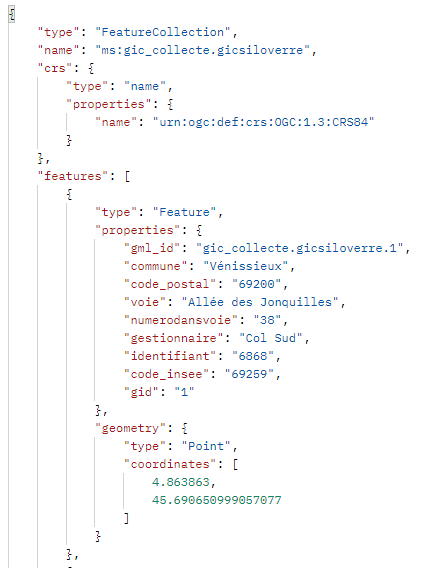 {
"type": "FeatureCollection",
"name": "ms:gic_collecte.gicsiloverre",
"crs": {
"type": "name",
"properties": {
"name": "urn:ogc:def:crs:OGC:1.3:CRS84"
}
},
"features": [
{
"type": "Feature",
"properties": {
"gml_id": "gic_collecte.gicsiloverre.1",
"commune": "Vénissieux",
"code_postal": "69200",
"voie": "Allée des Jonquilles",
"numerodansvoie": "38",
"gestionnaire": "Col Sud",
"identifiant": "6868",
"code_insee": "69259",
"gid": "1"
},
"geometry": {
"type": "Point",
"coordinates": [
4.863863,
45.690650999057077
]
}
},